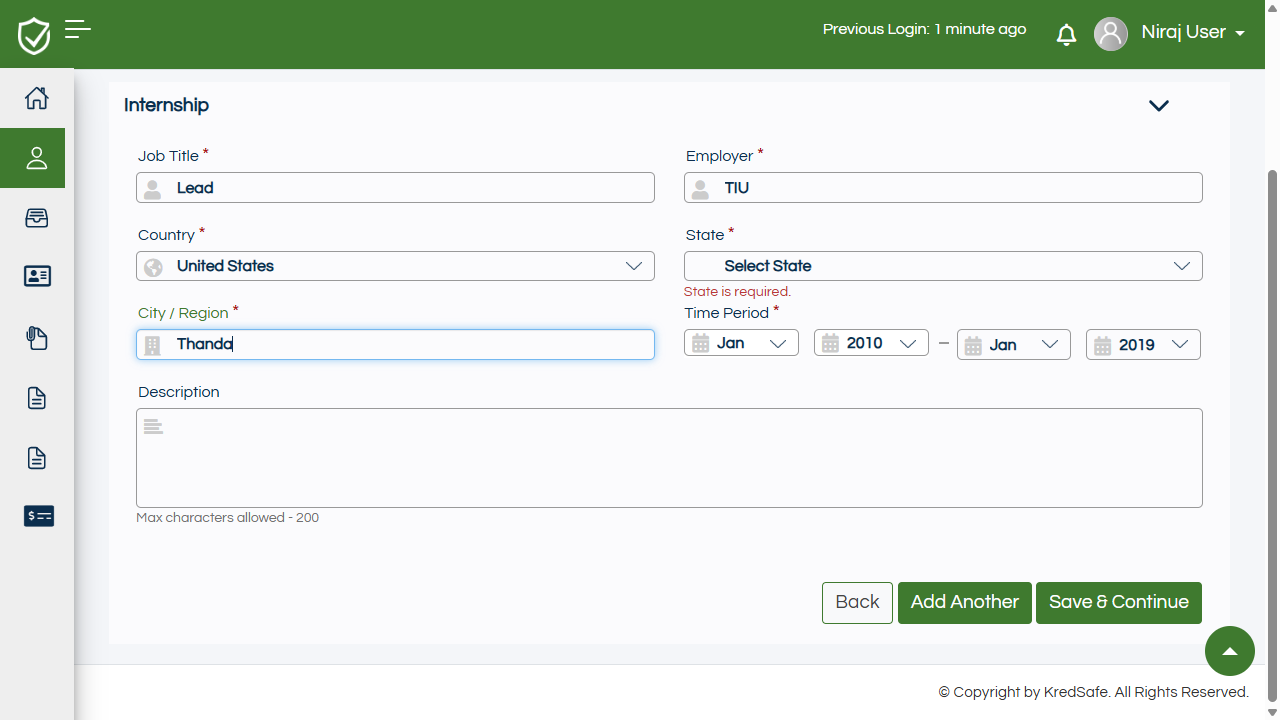 Previous Login: 1 minute ago
Niraj User
Internship
Job Title *
Employer *
Lead
TIU
Country *
State *
United States
Select State
State is required.
City / Region *
Time Period *
Thanda
Jan
2010
–
Jan
2019
Description
Max characters allowed - 200
Back
Add Another
Save & Continue
© Copyright by KredSafe. All Rights Reserved.